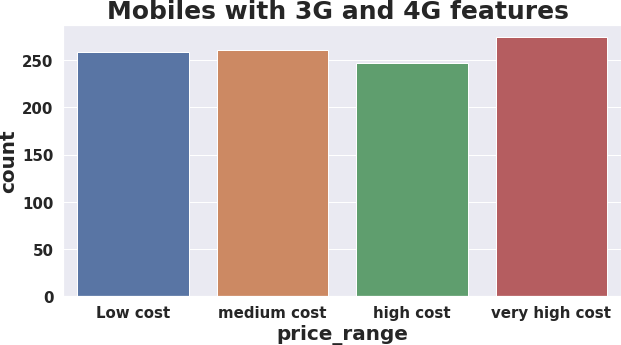 Mobiles with 3G and 4G features
250
200
150
100
50
0
count
Low cost medium cost high cost very high cost
price_range